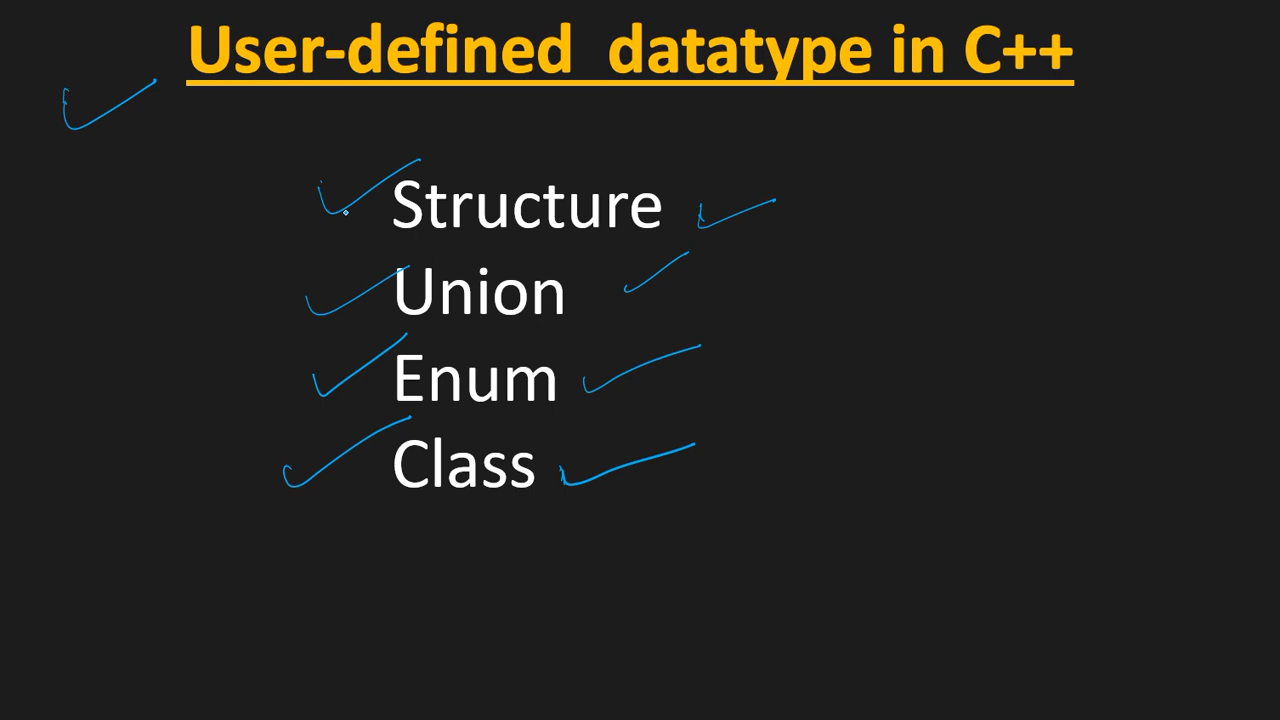 User-defined  datatype in C++
Structure
Union
Enum
Class